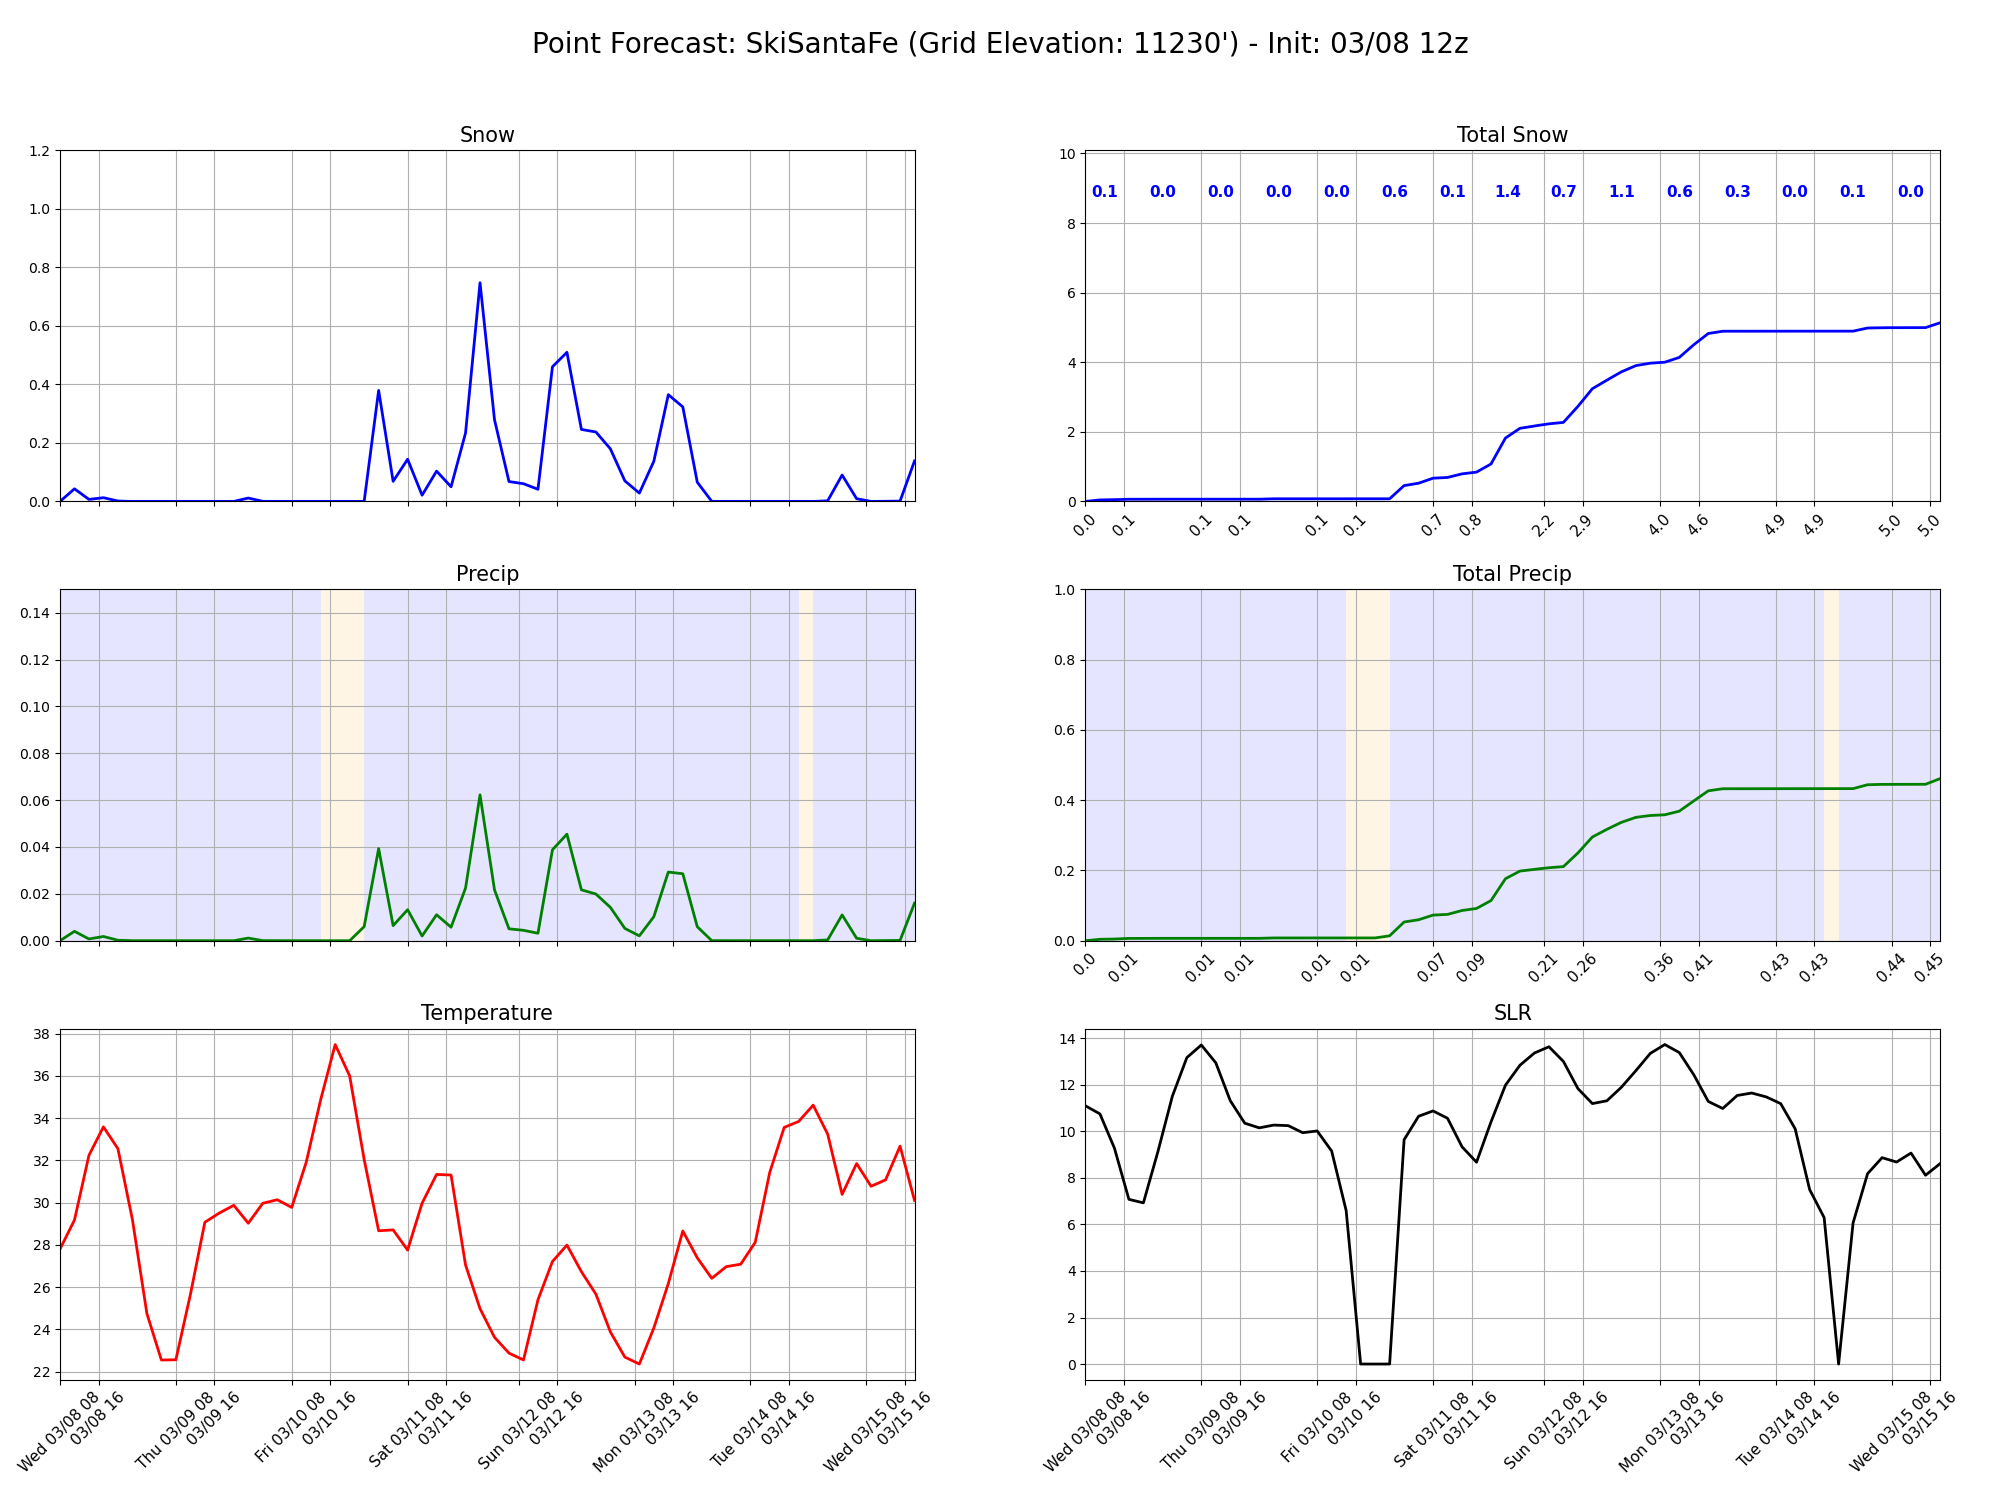 Point Forecast: SkiSantaFe (Grid Elevation: 11230') - Init: 03/08 12z
Snow
1.2
1.0
0.8
0.6
0.4
0.2
0.0
Total Snow
10
8
6
4
2
0
0.1 0.0 0.0 0.0 0.0 0.6 0.1 1.4 0.7 1.1 0.6 0.3 0.0 0.1 0.0
0.0 0.1 0.1 0.1 0.1 0.1 0.7 0.8 2.2 2.9 4.0 4.6 4.9 4.9 5.0 5.0
Precip
0.14
0.12
0.10
0.08
0.06
0.04
0.02
0.00
Total Precip
1.0
0.8
0.6
0.4
0.2
0.0
0.0 0.01 0.01 0.01 0.01 0.01 0.07 0.09 0.21 0.26 0.36 0.41 0.43 0.43 0.44 0.45
Temperature
38
36
34
32
30
28
26
24
22
Wed 03/08 08
03/08 16
Thu 03/09 08
03/09 16
Fri 03/10 08
03/10 16
Sat 03/11 08
03/11 16
Sun 03/12 08
03/12 16
Mon 03/13 08
03/13 16
Tue 03/14 08
03/14 16
Wed 03/15 08
03/15 16
SLR
14
12
10
8
6
4
2
0
Wed 03/08 08
03/08 16
Thu 03/09 08
03/09 16
Fri 03/10 08
03/10 16
Sat 03/11 08
03/11 16
Sun 03/12 08
03/12 16
Mon 03/13 08
03/13 16
Tue 03/14 08
03/14 16
Wed 03/15 08
03/15 16